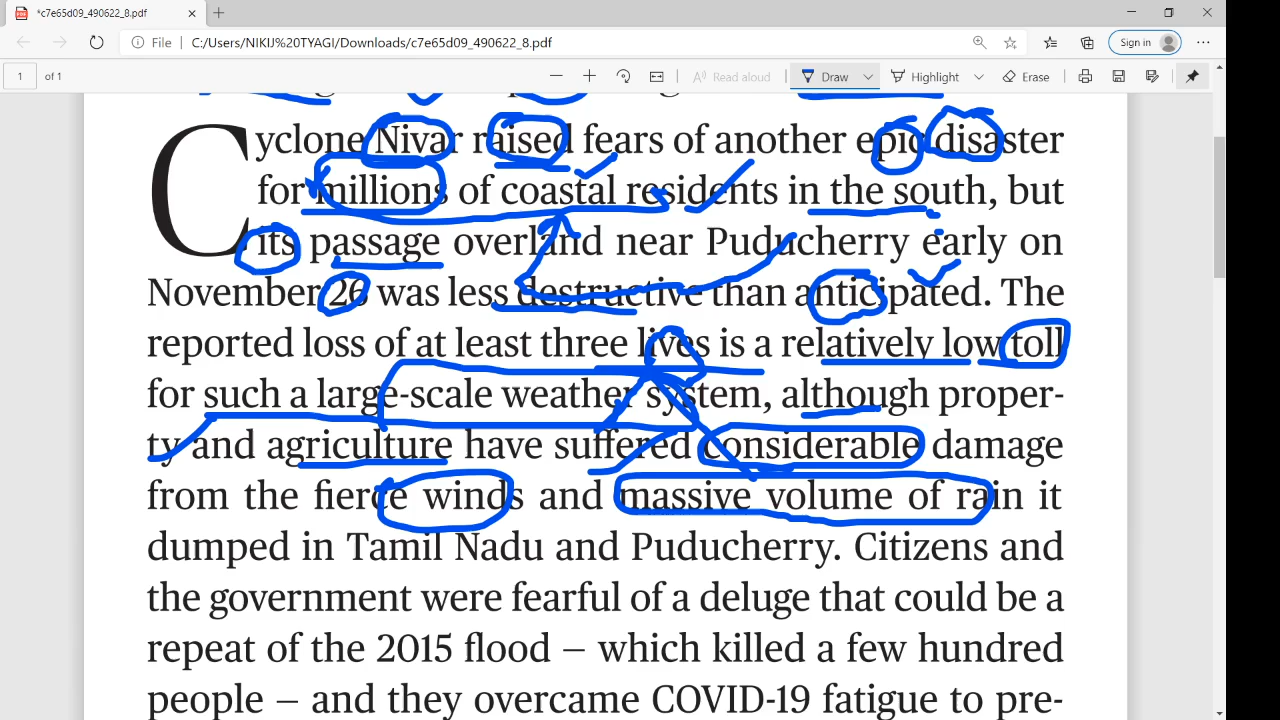 *c7e65d09_490622_8.pdf
File | C:/Users/NIKIJ%20TYAGI/Downloads/c7e65d09_490622_8.pdf Sign in
1 of 1 Read aloud Draw Highlight Erase
Cyclone Nivar raised fears of another epic disaster
for millions of coastal residents in the south, but
its passage overland near Puducherry early on
November 26 was less destructive than anticipated. The
reported loss of at least three lives is a relatively low toll
for such a large-scale weather system, although proper-
ty and agriculture have suffered considerable damage
from the fierce winds and massive volume of rain it
dumped in Tamil Nadu and Puducherry. Citizens and
the government were fearful of a deluge that could be a
repeat of the 2015 flood – which killed a few hundred
people – and they overcame COVID-19 fatigue to pre-